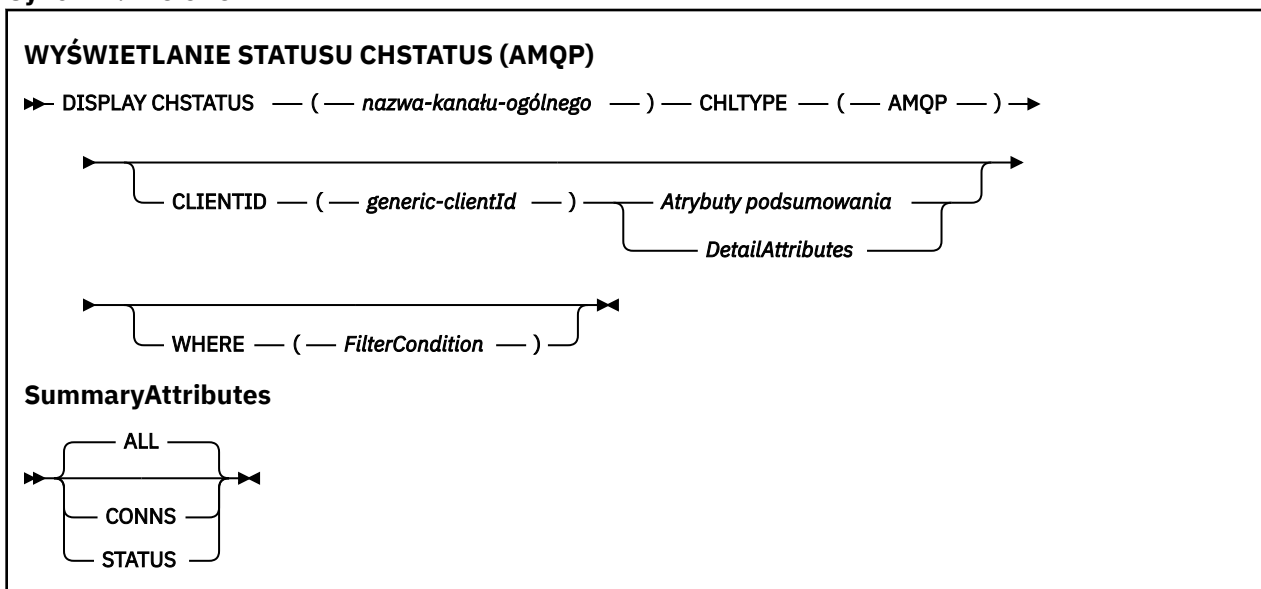 WYŚWIETLANIE STATUSU CHSTATUS (AMQP)
DISPLAY CHSTATUS ( nazwa-kanału-ogólnego ) CHLTYPE ( AMQP )
CLIENTID ( generic-clientId ) Atrybuty podsumowania
DetailAttributes
WHERE ( FilterCondition )
SummaryAttributes
ALL
CONNS
STATUS